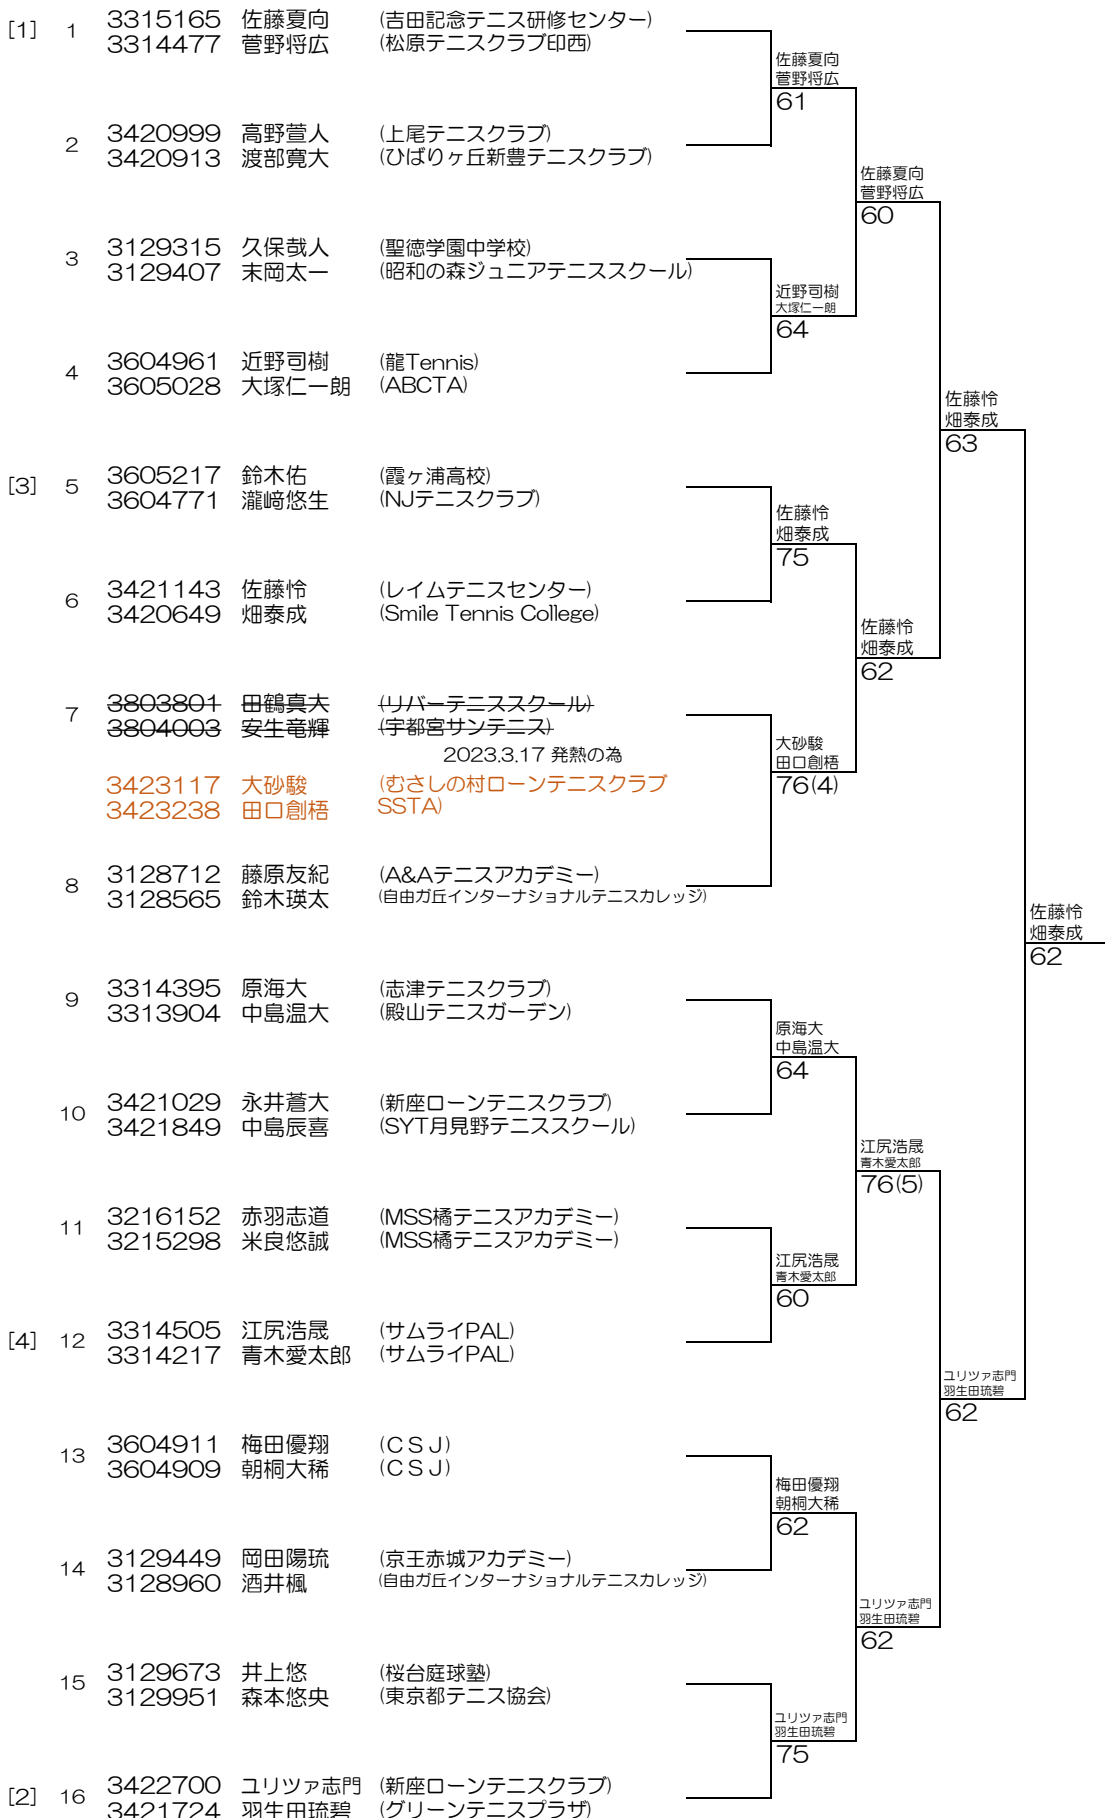 [1] 1 3315165 佐藤夏向 (吉田記念テニス研修センター)
3314477 菅野将広 (松原テニスクラブ印西)
佐藤夏向
菅野将広
61
2 3420999 高野萱人 (上尾テニスクラブ)
3420913 渡部寛大 (ひばりヶ丘新豊テニスクラブ)
佐藤夏向
菅野将広
60
3 3129315 久保哉人 (聖徳学園中学校)
3129407 末岡太一 (昭和の森ジュニアテニススクール)
近野司樹
大塚仁一朗
64
4 3604961 近野司樹 (龍Tennis)
3605028 大塚仁一朗 (ABCTA)
佐藤怜
畑泰成
63
[3] 5 3605217 鈴木佑 (霞ヶ浦高校)
3604771 瀧﨑悠生 (NJテニスクラブ)
佐藤怜
畑泰成
75
6 3421143 佐藤怜 (レイムテニスセンター)
3420649 畑泰成 (Smile Tennis College)
佐藤怜
畑泰成
62
7 3803801 田鶴真大 (リバーテニススクール)
3804003 安生竜輝 (宇都宮サンテニス)
2023.3.17 発熱の為
大砂駿
田口創梧
76(4)
3423117 大砂駿 (むさしの村ローンテニスクラブ
3423238 田口創梧 SSTA)
8 3128712 藤原友紀 (A&Aテニスアカデミー)
3128565 鈴木瑛太 (自由ガ丘インターナショナルテニスカレッジ)
佐藤怜
畑泰成
62
9 3314395 原海大 (志津テニスクラブ)
3313904 中島温大 (殿山テニスガーデン)
原海大
中島温大
64
10 3421029 永井蒼大 (新座ローンテニスクラブ)
3421849 中島辰喜 (SYT月見野テニススクール)
江尻浩晟
青木愛太郎
76(5)
11 3216152 赤羽志道 (MSS橘テニスアカデミー)
3215298 米良悠誠 (MSS橘テニスアカデミー)
江尻浩晟
青木愛太郎
60
[4] 12 3314505 江尻浩晟 (サムライPAL)
3314217 青木愛太郎 (サムライPAL)
ユリツァ志門
羽生田琉碧
62
13 3604911 梅田優翔 (ＣＳＪ)
3604909 朝桐大稀 (ＣＳＪ)
梅田優翔
朝桐大稀
62
14 3129449 岡田陽琉 (京王赤城アカデミー)
3128960 酒井楓 (自由ガ丘インターナショナルテニスカレッジ)
ユリツァ志門
羽生田琉碧
62
15 3129673 井上悠 (桜台庭球塾)
3129951 森本悠央 (東京都テニス協会)
ユリツァ志門
羽生田琉碧
75
[2] 16 3422700 ユリツァ志門 (新座ローンテニスクラブ)
3421724 羽生田琉碧 (グリーンテニスプラザ)